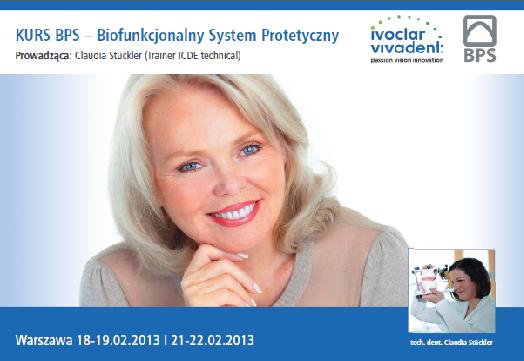 KURS BPS – Biofunkcjonalny System Protetyczny
Prowadząca: Claudia Stückler (Trainer ICDE technical)
ivoclar
vivadent:
passion vision innovation
BPS
Warszawa 18-19.02.2013 | 21-22.02.2013
tech. dent. Claudia Stückler